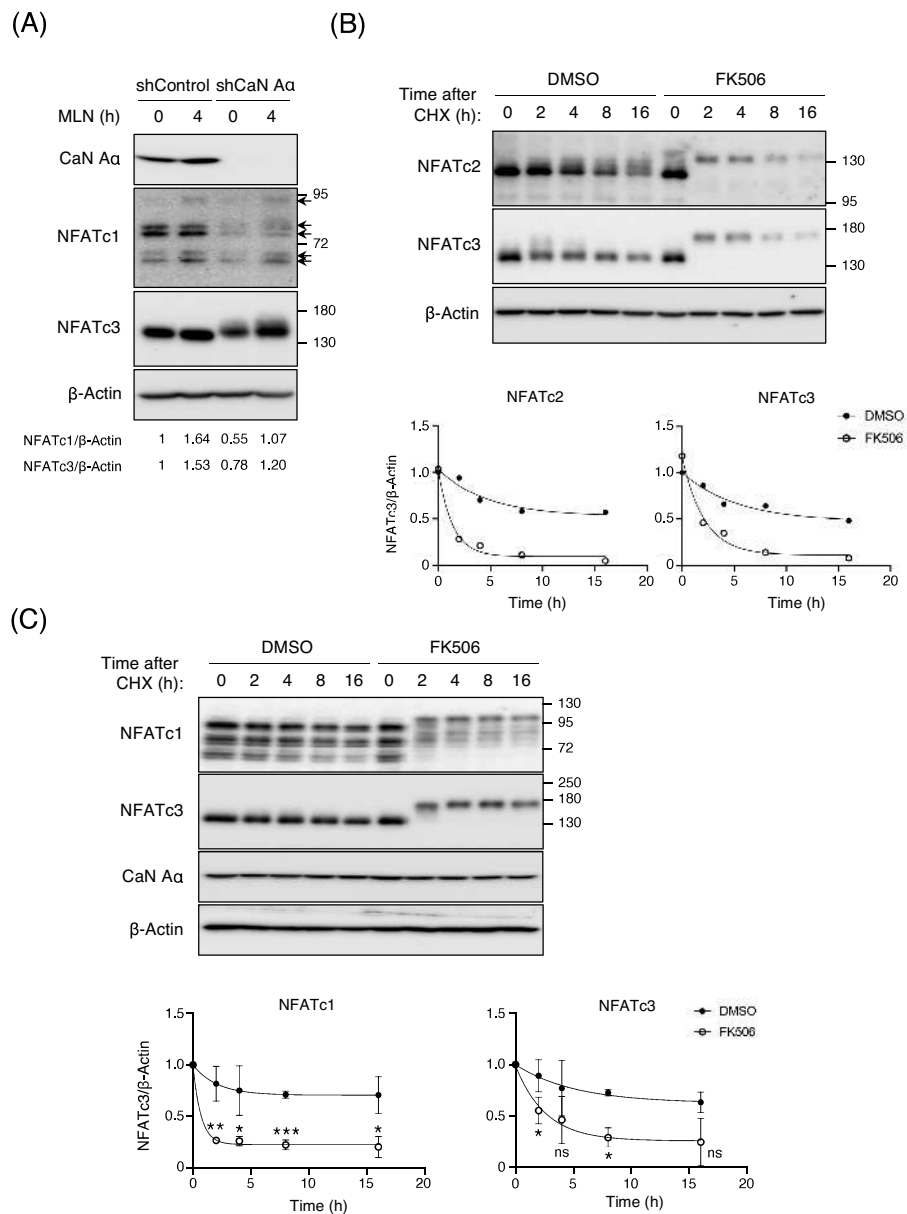 (A)
shControl shCaN Aα
MLN (h) 0 4 0 4
CaN Aα
NFATc1 95 72
NFATc3 180 130
β-Actin
NFATc1/β-Actin 1 1.64 0.55 1.07
NFATc3/β-Actin 1 1.53 0.78 1.20
(B)
DMSO FK506
Time after
CHX (h): 0 2 4 8 16 0 2 4 8 16
NFATc2 130 95
NFATc3 180 130
β-Actin
NFATc2
NFATc3/β-Actin
1.5
1.0
0.5
0
0 5 10 15 20
Time (h)
NFATc3
1.5
1.0
0.5
0
0 5 10 15 20
Time (h)
DMSO
FK506
(C)
DMSO FK506
Time after
CHX (h): 0 2 4 8 16 0 2 4 8 16
NFATc1 130 95 72
NFATc3 250 180 130
CaN Aα
β-Actin
NFATc1
NFATc3/β-Actin
1.5
1.0
0.5
0
** * *** *
0 5 10 15 20
Time (h)
NFATc3
1.5
1.0
0.5
0
* ns * ns
0 5 10 15 20
Time (h)
DMSO
FK506